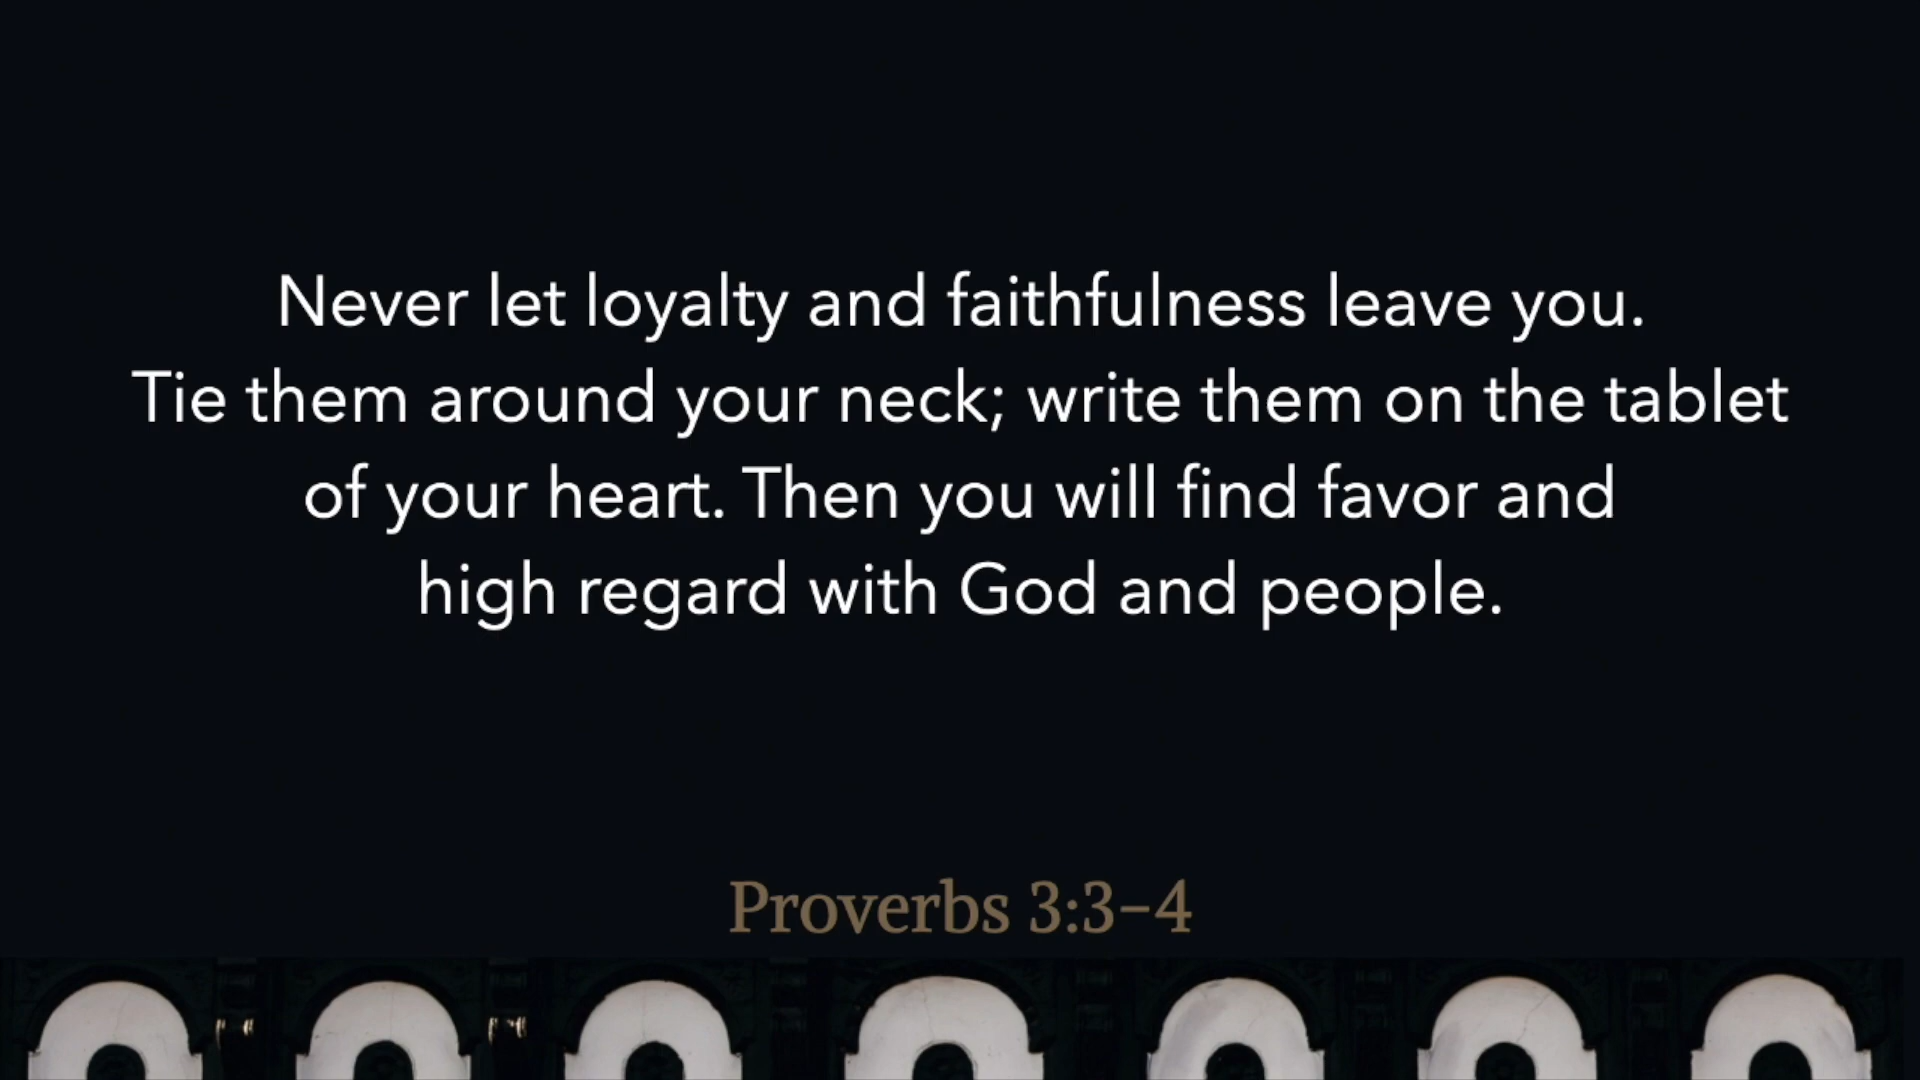 Never let loyalty and faithfulness leave you.
Tie them around your neck; write them on the tablet
of your heart. Then you will find favor and
high regard with God and people.
Proverbs 3:3–4